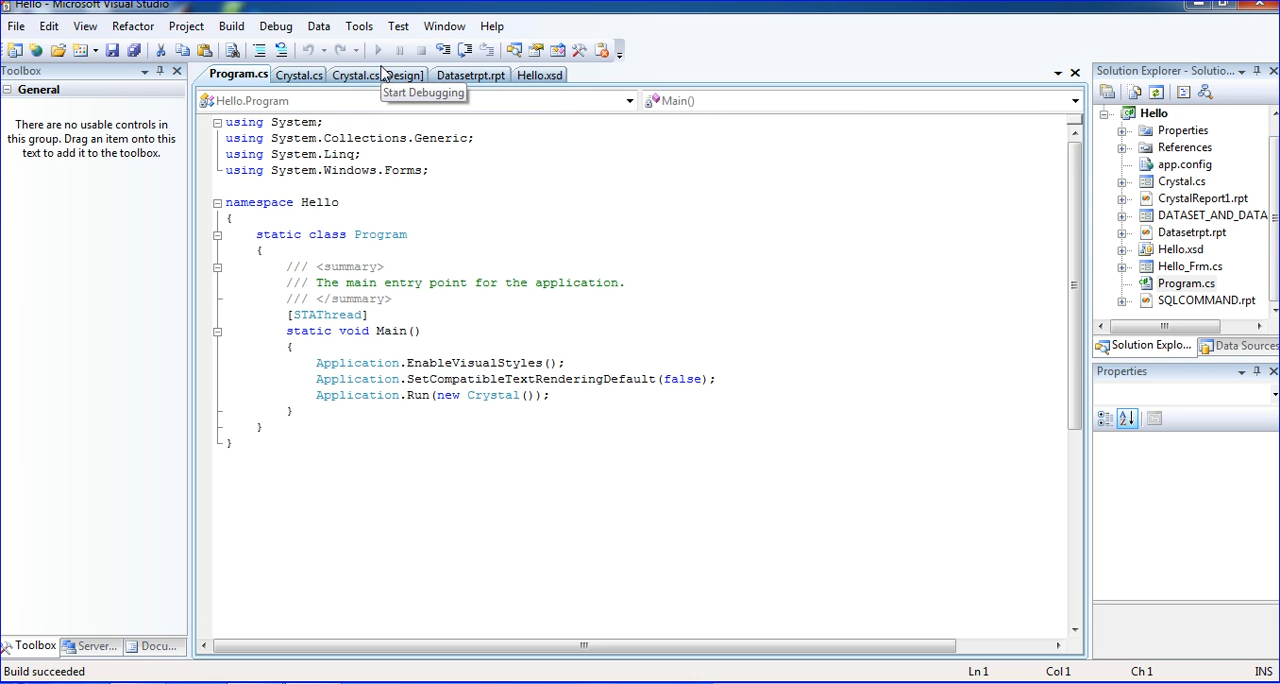 Hello - Microsoft Visual Studio
File Edit View Refactor Project Build Debug Data Tools Test Window Help
Toolbox
General
There are no usable controls in
this group. Drag an item onto this
text to add it to the toolbox.
Toolbox Server... Docu...
Program.cs Crystal.cs Crystal.cs Design] Datasetrpt.rpt Hello.xsd
Start Debugging
Hello.Program Main()
using System;
using System.Collections.Generic;
using System.Linq;
using System.Windows.Forms;
namespace Hello
{
static class Program
{
/// <summary>
/// The main entry point for the application.
/// </summary>
[STAThread]
static void Main()
{
Application.EnableVisualStyles();
Application.SetCompatibleTextRenderingDefault(false);
Application.Run(new Crystal());
}
}
}
Solution Explorer - Solutio...
Hello
Properties
References
app.config
Crystal.cs
CrystalReport1.rpt
DATASET_AND_DATA
Datasetrpt.rpt
Hello.xsd
Hello_Frm.cs
Program.cs
SQLCOMMAND.rpt
Solution Explo... Data Sources
Properties
Build succeeded Ln 1 Col 1 Ch 1 INS